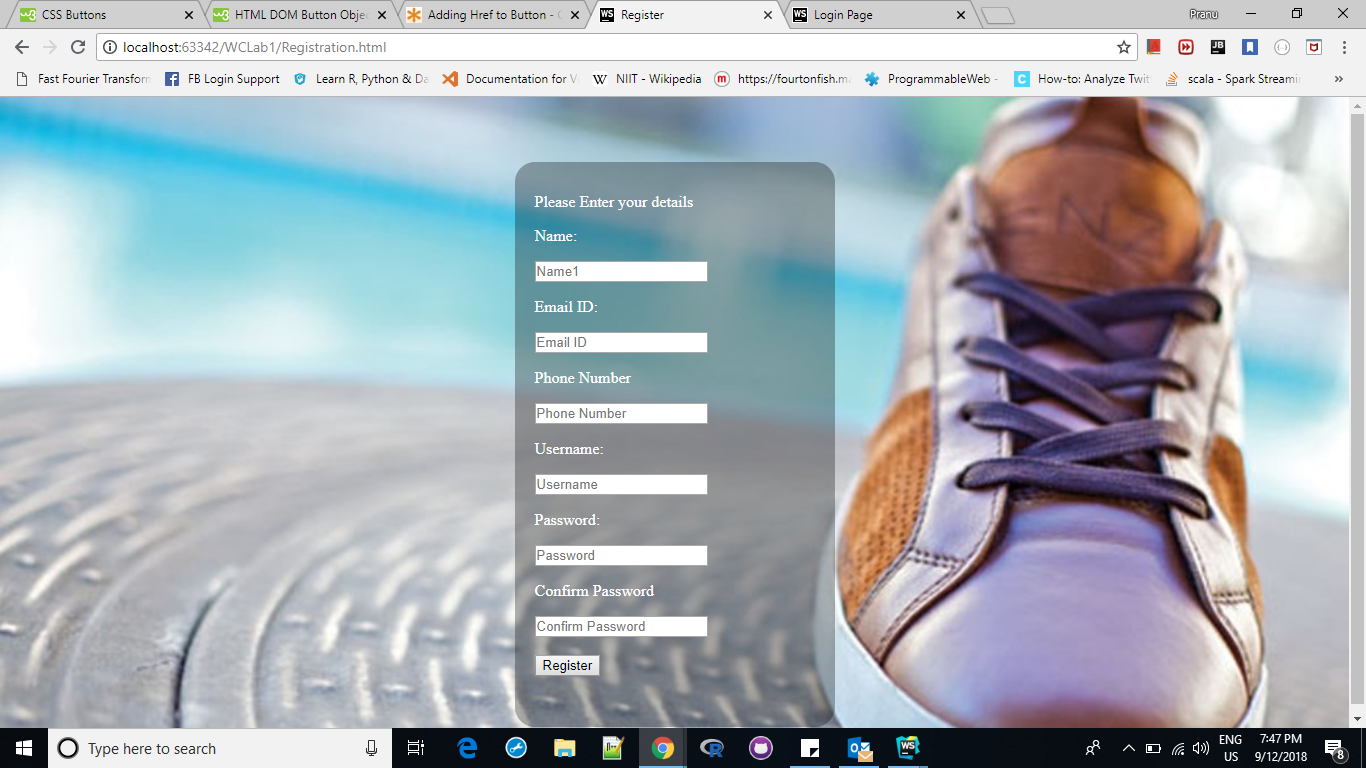 CSS Buttons
HTML DOM Button Objec
Adding Href to Button -
Register
Login Page
Pranu
localhost:63342/WCLab1/Registration.html
Fast Fourier Transform
FB Login Support
Learn R, Python & Da
Documentation for V
NIIT - Wikipedia
https://fourtonfish.m
ProgrammableWeb -
How-to: Analyze Twit
scala - Spark Streamin
Please Enter your details
Name:
Name1
Email ID:
Email ID
Phone Number
Phone Number
Username:
Username
Password:
Password
Confirm Password
Confirm Password
Register
Type here to search
ENG
US
7:47 PM
9/12/2018
8